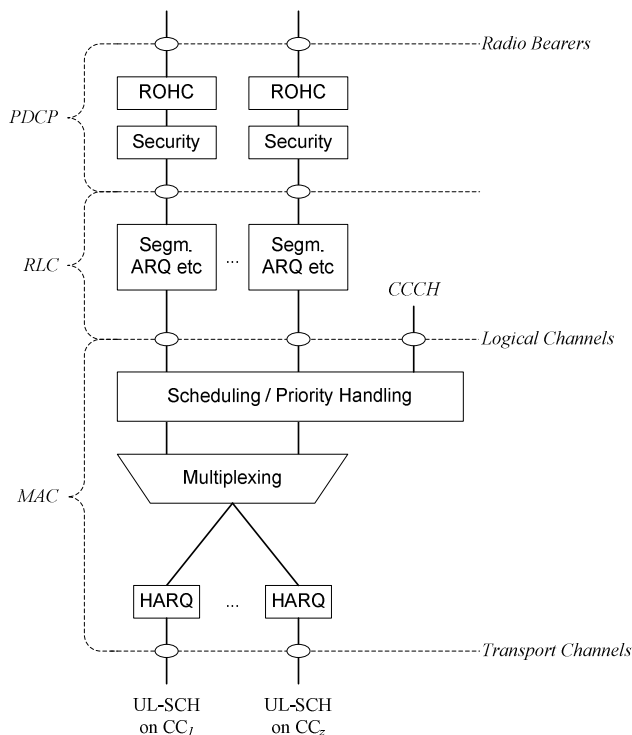 Radio Bearers
ROHC ROHC
PDCP
Security Security
Segm. ARQ etc ... Segm. ARQ etc
RLC
CCCH
Logical Channels
Scheduling / Priority Handling
Multiplexing
MAC
HARQ ... HARQ
Transport Channels
UL-SCH UL-SCH
on CC1 on CCz